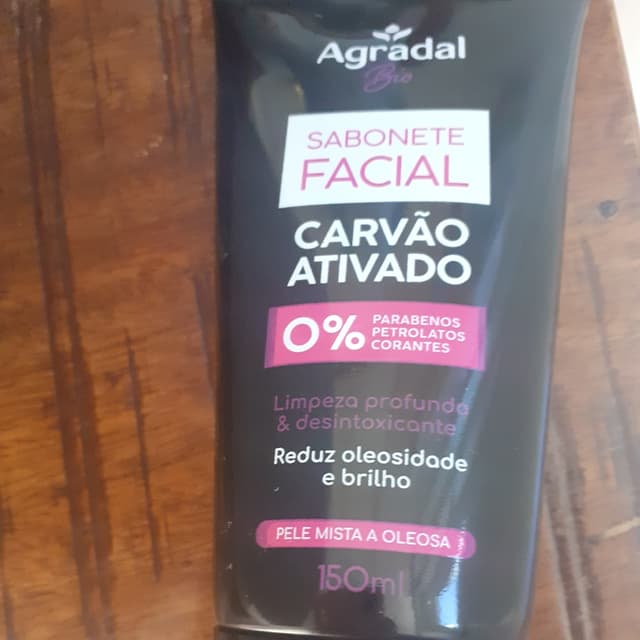 Agradal
Bio
SABONETE
FACIAL
CARVÃO
ATIVADO
0% PARABENOS
PETROLATOS
CORANTES
Limpeza profunda
& desintoxicante
Reduz oleosidade
e brilho
PELE MISTA A OLEOSA
150ml